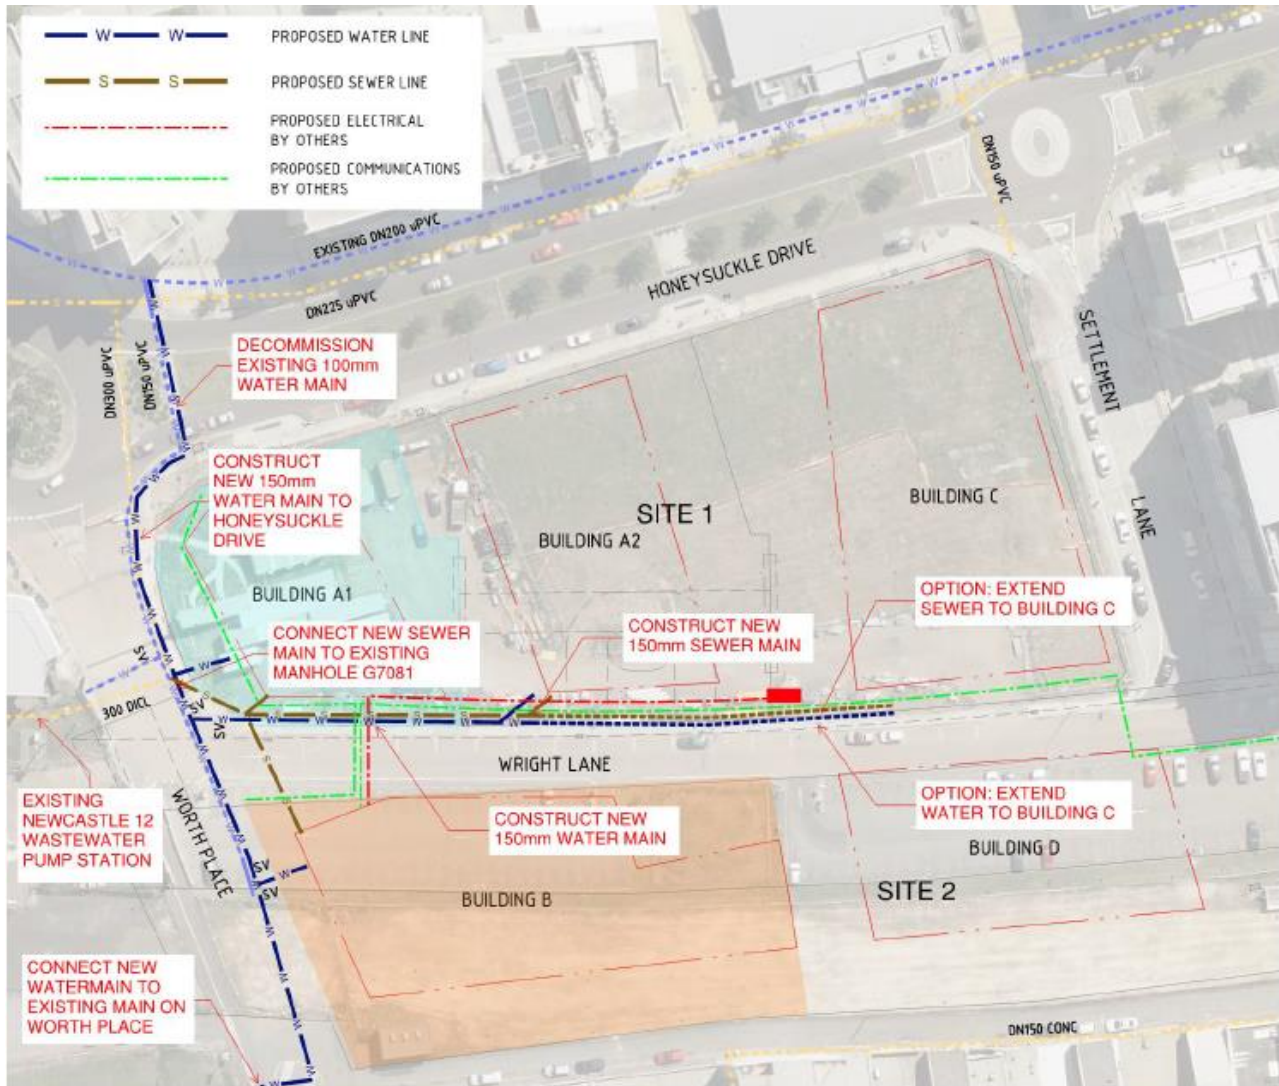 W W PROPOSED WATER LINE
S S PROPOSED SEWER LINE
PROPOSED ELECTRICAL
BY OTHERS
PROPOSED COMMUNICATIONS
BY OTHERS
EXISTING DN200 uPVC
DN225 uPVC
HONEYSUCKLE DRIVE
DN150 uPVC
SETTLEMENT
LANE
DN300 uPVC
DN150 uPVC
DECOMMISSION
EXISTING 100mm
WATER MAIN
CONSTRUCT
NEW 150mm
WATER MAIN TO
HONEYSUCKLE
DRIVE
SITE 1
BUILDING C
BUILDING A2
BUILDING A1
OPTION: EXTEND
SEWER TO BUILDING C
CONNECT NEW SEWER
MAIN TO EXISTING
MANHOLE G7081
CONSTRUCT NEW
150mm SEWER MAIN
SV
300 DICL
SV
SV
WRIGHT LANE
EXISTING
NEWCASTLE 12
WASTEWATER
PUMP STATION
WORTH PLACE
CONSTRUCT NEW
150mm WATER MAIN
OPTION: EXTEND
WATER TO BUILDING C
BUILDING D
SV
SV
BUILDING B
SITE 2
CONNECT NEW
WATERMAIN TO
EXISTING MAIN ON
WORTH PLACE
DN150 CONC